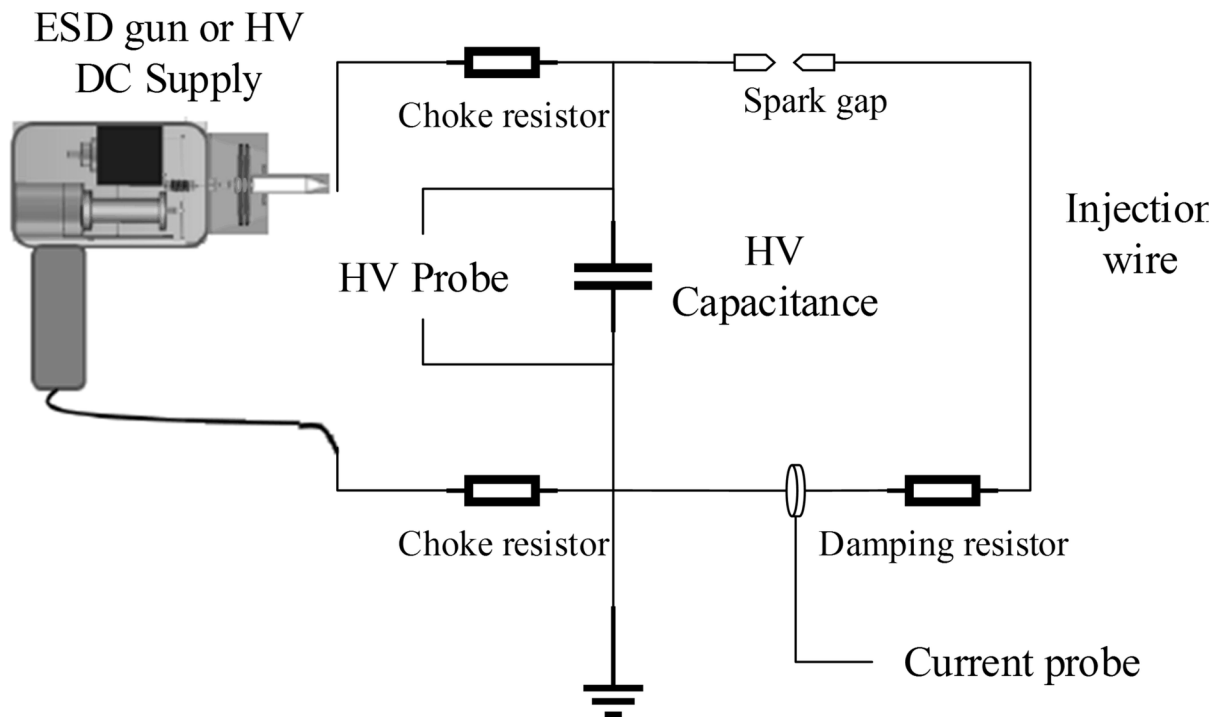 ESD gun or HV
DC Supply
Choke resistor
Spark gap
Injection
wire
HV Probe
HV
Capacitance
Choke resistor
Damping resistor
Current probe